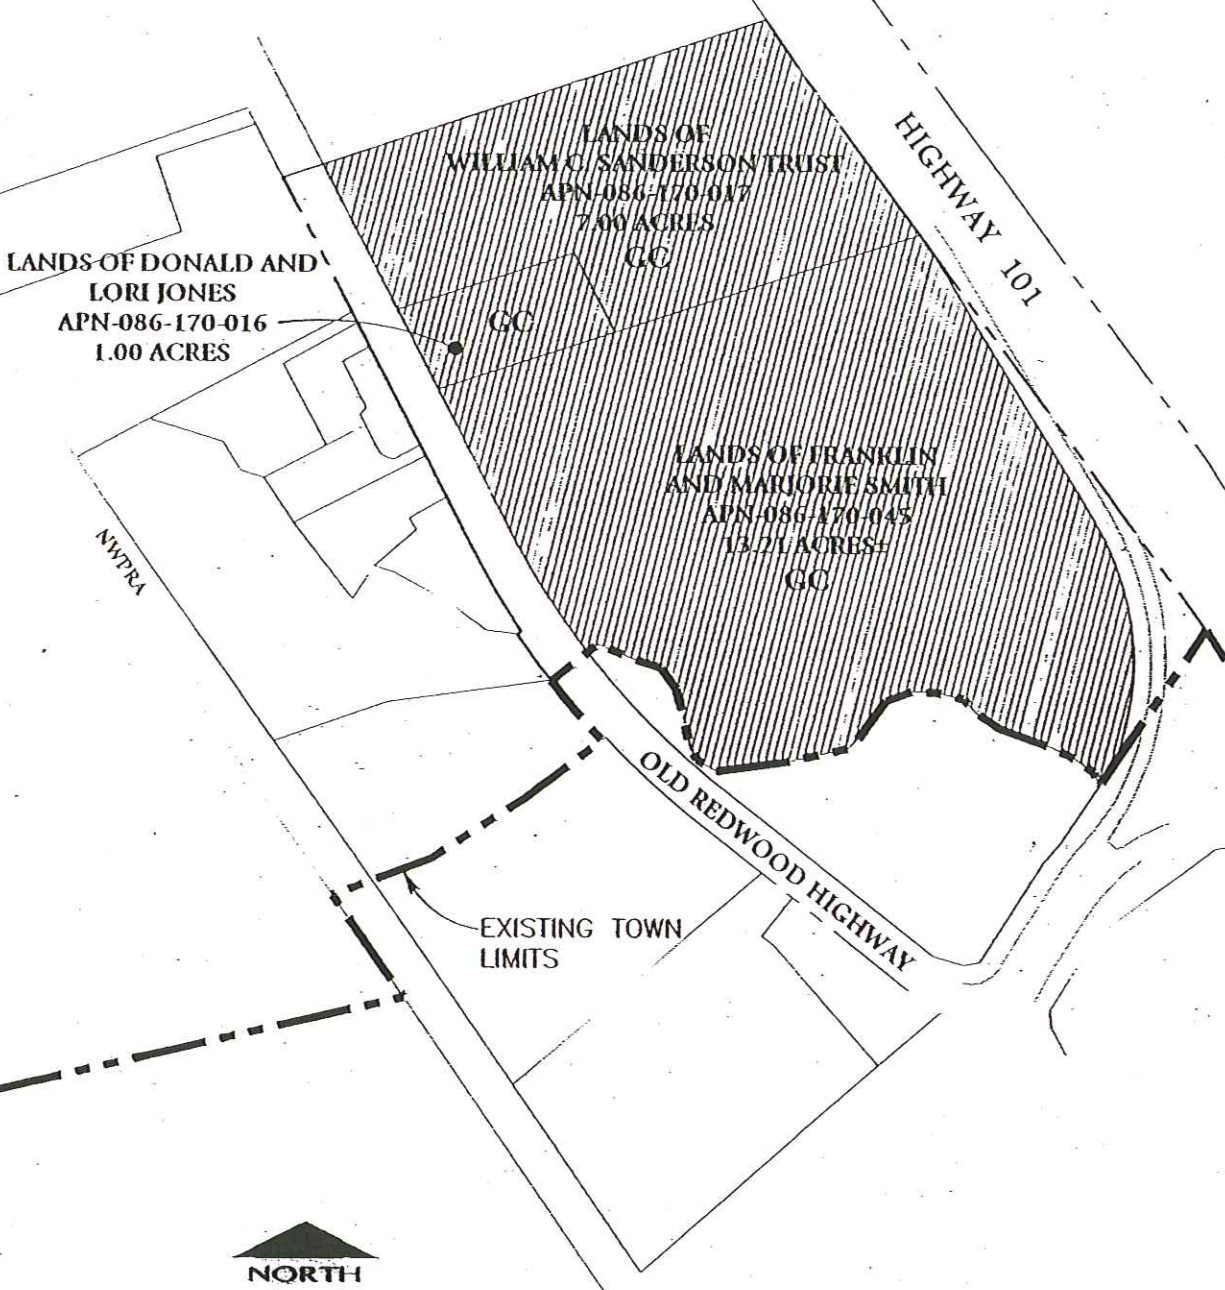 LANDS OF
WILLIAM C. SANDERSON TRUST
APN-086-170-017
7.00 ACRES
GC
HIGHWAY 101
LANDS OF DONALD AND
LORI JONES
APN-086-170-016
1.00 ACRES
GC
LANDS OF FRANKLIN
AND MARJORIE SMITH
APN-086-170-045
13.21 ACRES±
GC
NWPRA
OLD REDWOOD HIGHWAY
EXISTING TOWN
LIMITS
NORTH